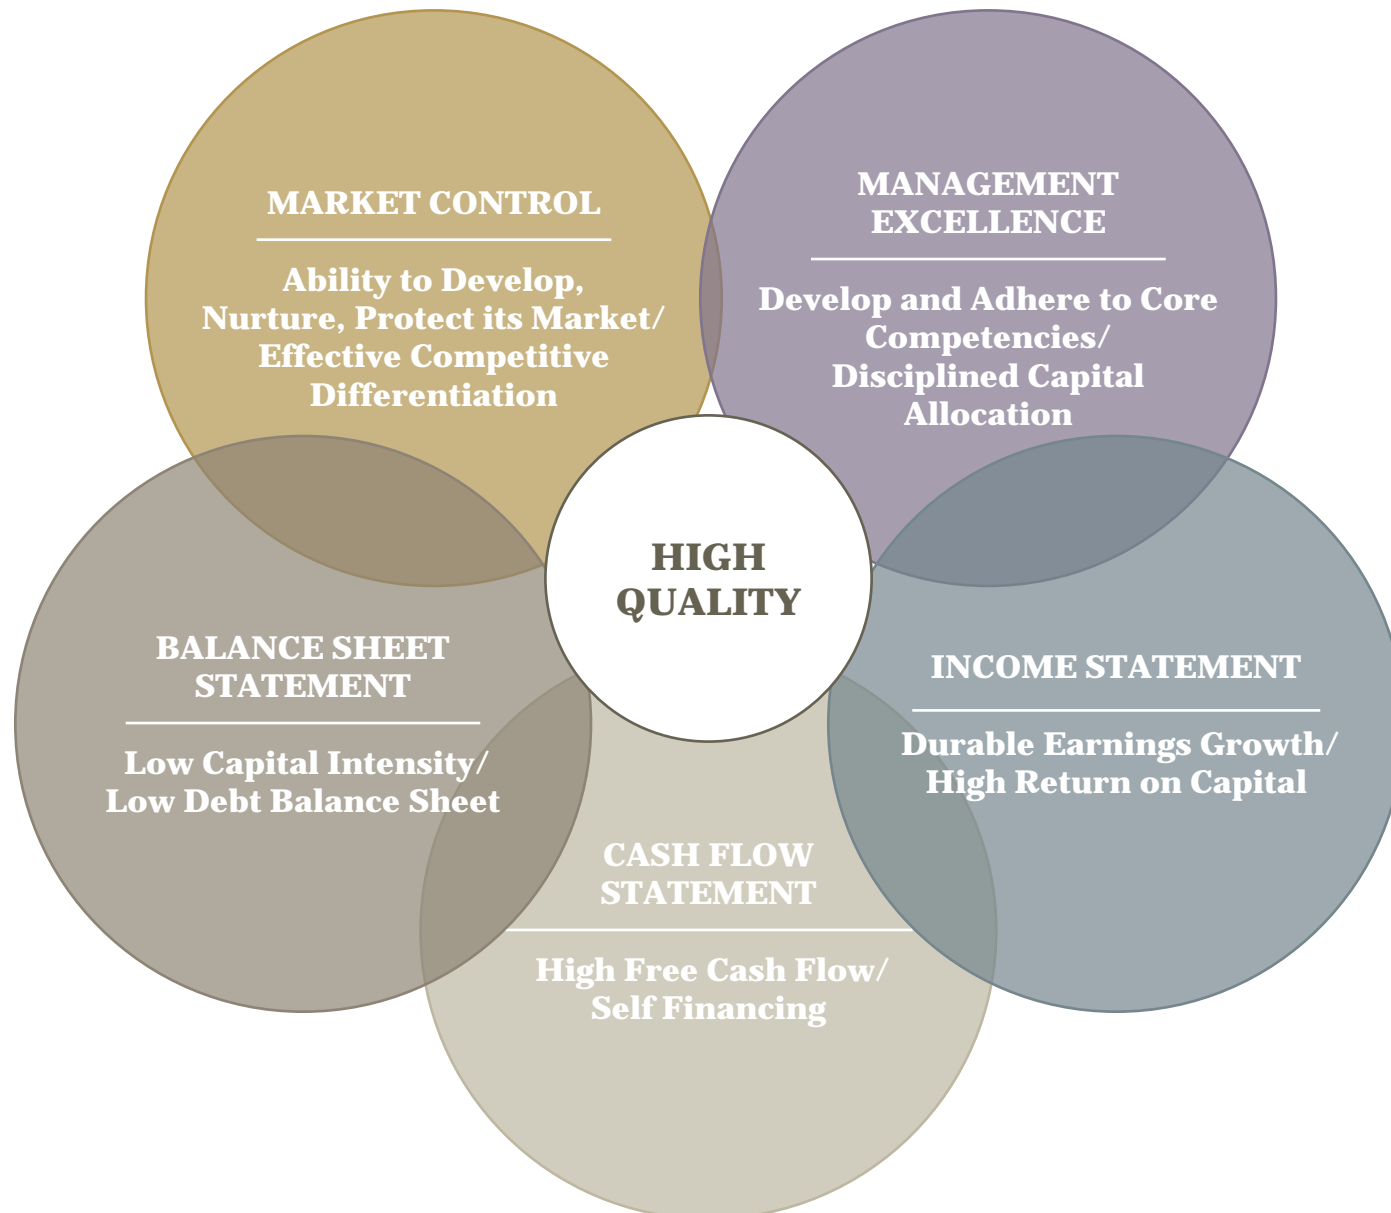 MARKET CONTROL
Ability to Develop,
Nurture, Protect its Market/
Effective Competitive
Differentiation
MANAGEMENT
EXCELLENCE
Develop and Adhere to Core
Competencies/
Disciplined Capital
Allocation
HIGH
QUALITY
BALANCE SHEET
STATEMENT
Low Capital Intensity/
Low Debt Balance Sheet
INCOME STATEMENT
Durable Earnings Growth/
High Return on Capital
CASH FLOW
STATEMENT
High Free Cash Flow/
Self Financing